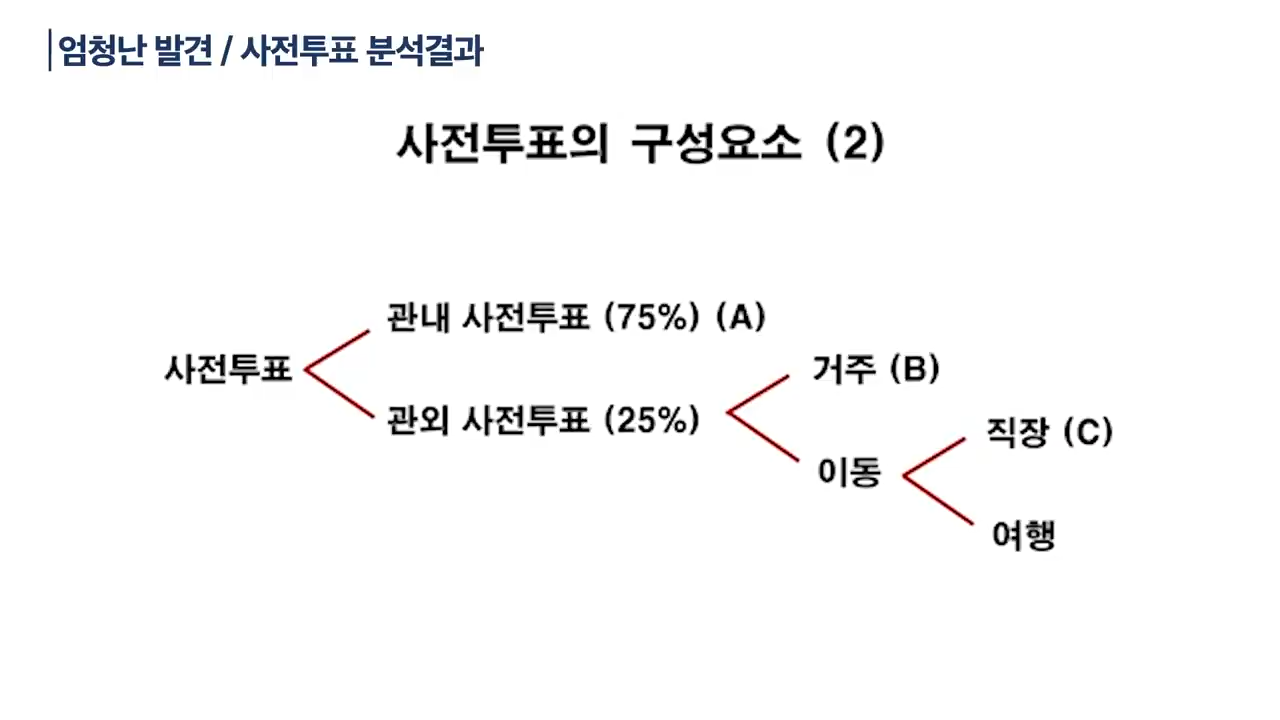 엄청난 발견 / 사전투표 분석결과
사전투표의 구성요소 (2)
관내 사전투표 (75%) (A)
사전투표
거주 (B)
관외 사전투표 (25%)
직장 (C)
이동
여행